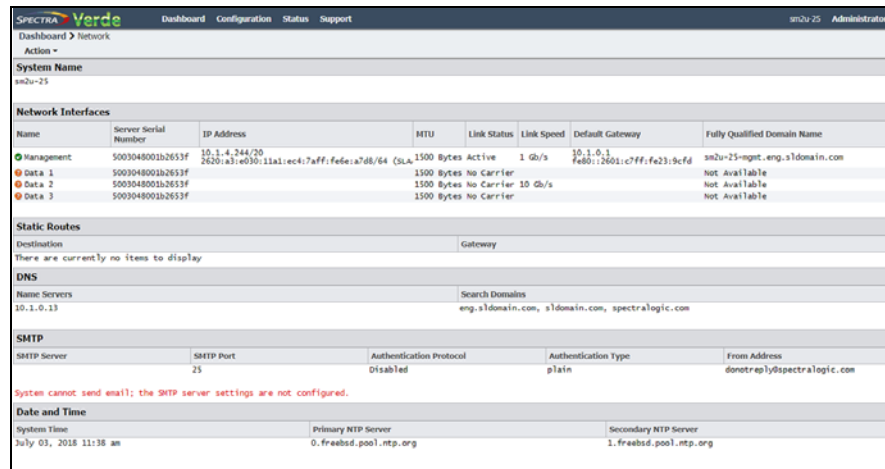 SPECTRA Verde Dashboard Configuration Status Support sm2u-25 Administrator
Dashboard > Network
Action
System Name
sm2u-25
Network Interfaces
Name Server Serial Number IP Address MTU Link Status Link Speed Default Gateway Fully Qualified Domain Name
Management 5003048001b2653f 10.1.4.244/20 2620:a3:e030:11a1:ec4:7aff:fe6e:a7d8/64 (SLA 1500 Bytes Active 1 Gb/s 10.1.0.1 fe80::2601:c7ff:fe23:9cfd sm2u-25-mgmt.eng.sldomain.com
Data 1 5003048001b2653f 1500 Bytes No Carrier Not Available
Data 2 5003048001b2653f 1500 Bytes No Carrier 10 Gb/s Not Available
Data 3 5003048001b2653f 1500 Bytes No Carrier Not Available
Static Routes
Destination Gateway
There are currently no items to display
DNS
Name Servers Search Domains
10.1.0.13 eng.sldomain.com, sldomain.com, spectralogic.com
SMTP
SMTP Server SMTP Port Authentication Protocol Authentication Type From Address
25 Disabled plain donotreply@spectralogic.com
System cannot send email; the SMTP server settings are not configured.
Date and Time
System Time Primary NTP Server Secondary NTP Server
July 03, 2018 11:38 am 0.freebsd.pool.ntp.org 1.freebsd.pool.ntp.org